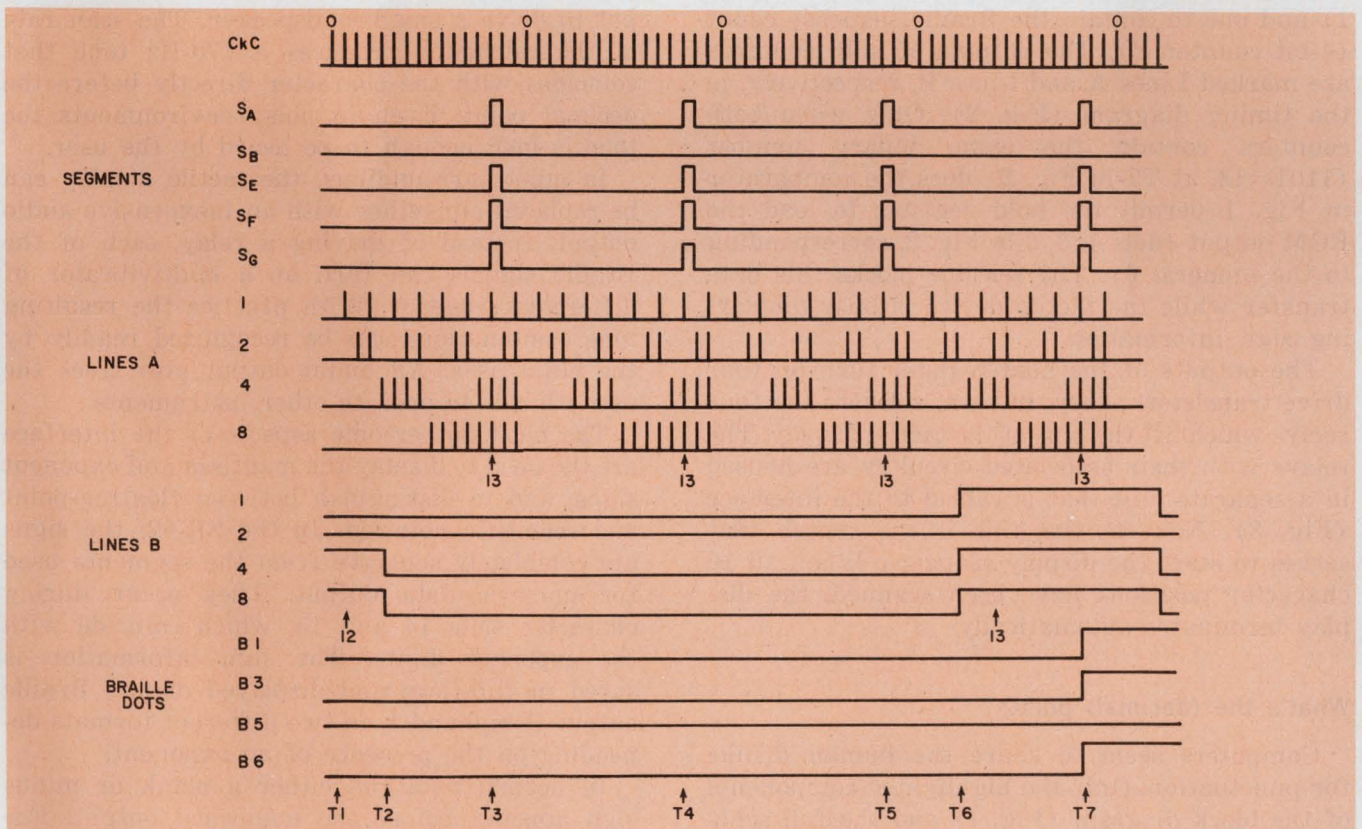 0 0 0 0 0
CkC
SA
SB
SEGMENTS SE
SF
SG
1
2
LINES A
4
8
13 13 13 13
1
2
LINES B
4
8
12 13
B1
B3
BRAILLE
DOTS
B5
B6
T1 T2 T3 T4 T5 T6 T7